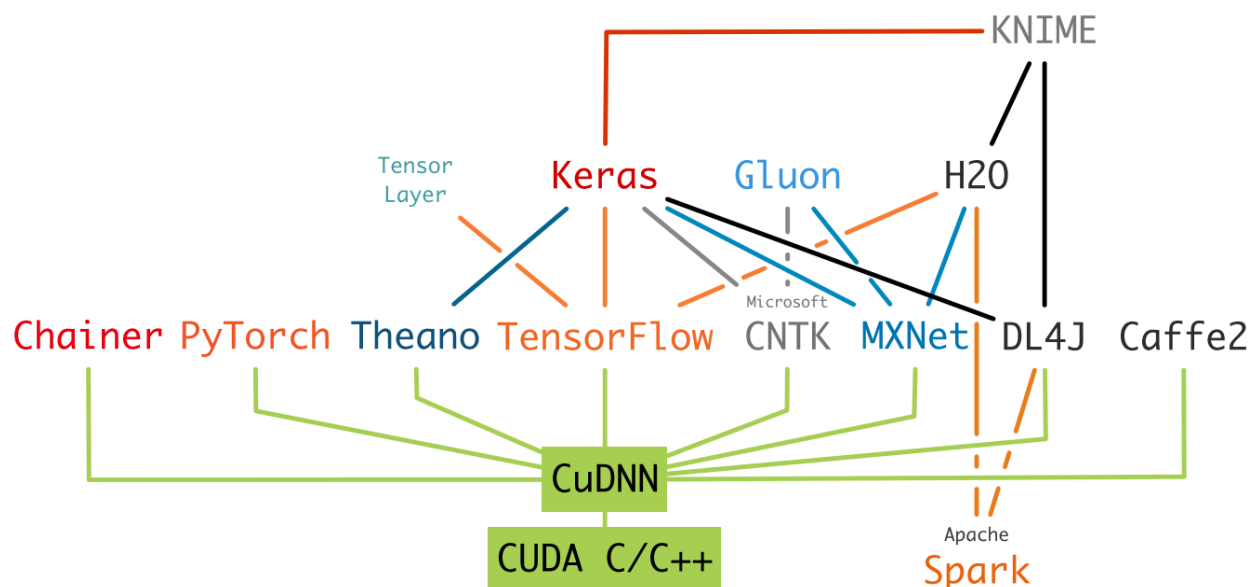 KNIME
Tensor
Layer
Keras
Gluon
H2O
Microsoft
Chainer
PyTorch
Theano
TensorFlow
CNTK
MXNet
DL4J
Caffe2
CuDNN
Apache
Spark
CUDA C/C++